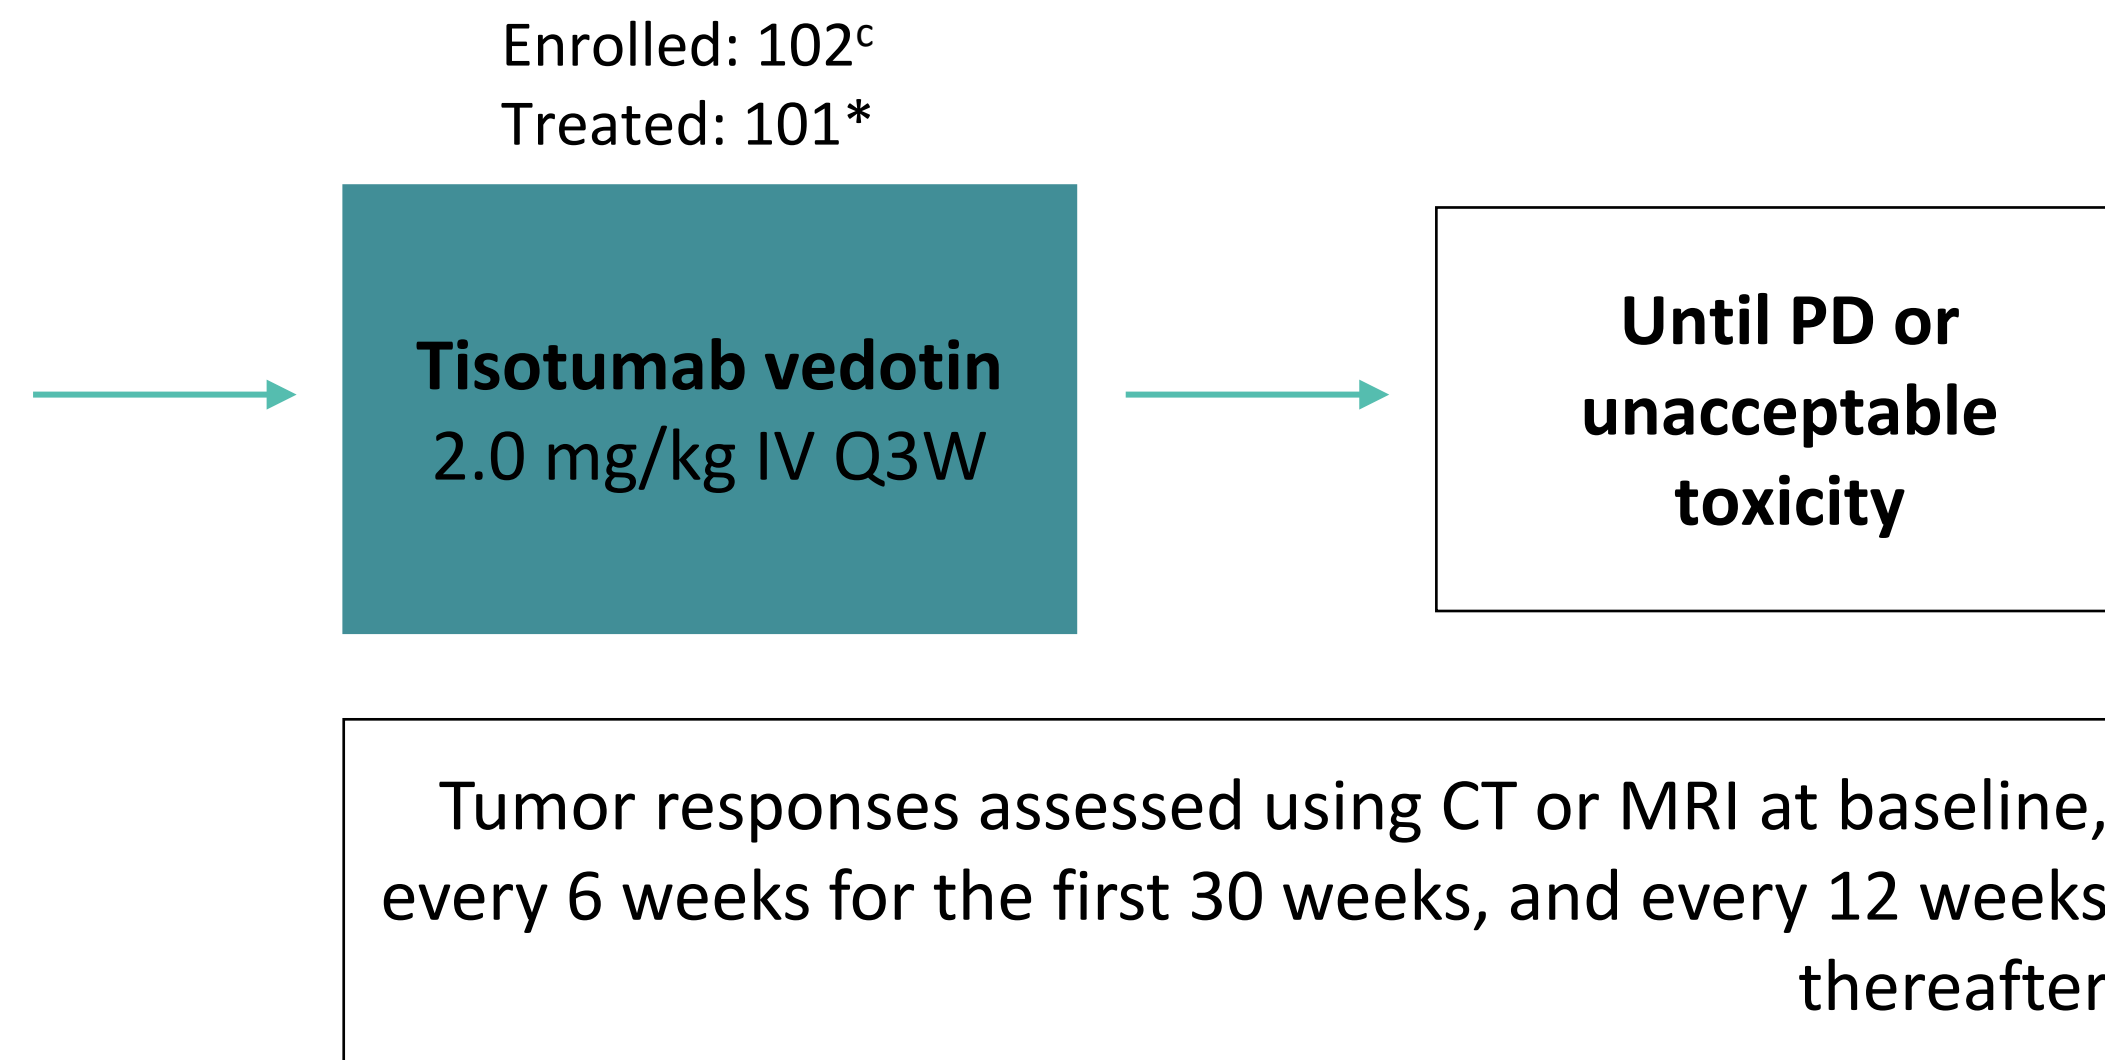 Enrolled: 102ᶜ
Treated: 101*
Tisotumab vedotin
2.0 mg/kg IV Q3W
Until PD or
unacceptable
toxicity
Tumor responses assessed using CT or MRI at baseline,
every 6 weeks for the first 30 weeks, and every 12 weeks
thereafter